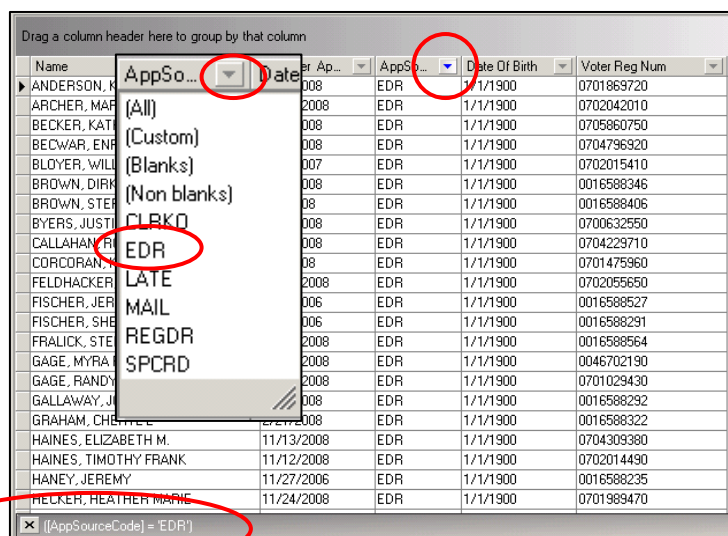 Drag a column header here to group by that column
Name er Ap... AppSo... Date Of Birth Voter Reg Num
ANDERSON, K 008 EDR 1/1/1900 0701869720
ARCHER, MAR 2008 EDR 1/1/1900 0702042010
BECKER, KATI 008 EDR 1/1/1900 0705860750
BECWAR, ENR 008 EDR 1/1/1900 0704796920
BLOYER, WILL 007 EDR 1/1/1900 0702015410
BROWN, DIRK 008 EDR 1/1/1900 0016588346
BROWN, STEF 008 EDR 1/1/1900 0016588406
BYERS, JUSTI 008 EDR 1/1/1900 0700632550
CALLAHAN, R 008 EDR 1/1/1900 0704229710
CORCORAN, 08 EDR 1/1/1900 0701475960
FELDHACKER 2008 EDR 1/1/1900 0702055650
FISCHER, JER 006 EDR 1/1/1900 0016588527
FISCHER, SHE 006 EDR 1/1/1900 0016588291
FRALICK, STE 2008 EDR 1/1/1900 0016588564
GAGE, MYRA 2008 EDR 1/1/1900 0046702190
GAGE, RANDY 2008 EDR 1/1/1900 0701029430
GALLAWAY, J 008 EDR 1/1/1900 0016588292
GRAHAM, 2008 EDR 1/1/1900 0016588322
HAINES, ELIZABETH M. 11/13/2008 EDR 1/1/1900 0704309380
HAINES, TIMOTHY FRANK 11/12/2008 EDR 1/1/1900 0702014490
HANEY, JEREMY 11/27/2006 EDR 1/1/1900 0016588235
HECKER, HEATHER MARIE 11/24/2008 EDR 1/1/1900 0701989470
([AppSourceCode] = 'EDR')
AppSo... Date
(All)
(Custom)
(Blanks)
(Non blanks)
CLRKO
EDR
LATE
MAIL
REGDR
SPCRD